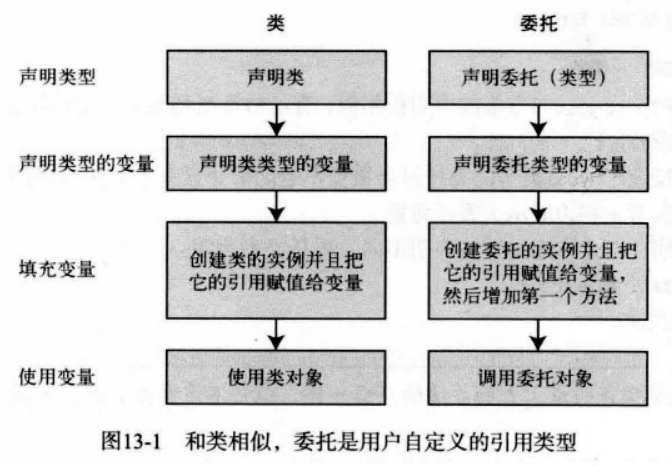 类 委托
声明类型 声明类 声明委托（类型）
声明类型的变量 声明类类型的变量 声明委托类型的变量
填充变量
创建类的实例并且把
它的引用赋值给变量
创建委托的实例并且把
它的引用赋值给变量，
然后增加第一个方法
使用变量 使用类对象 调用委托对象
图13-1 和类相似，委托是用户自定义的引用类型